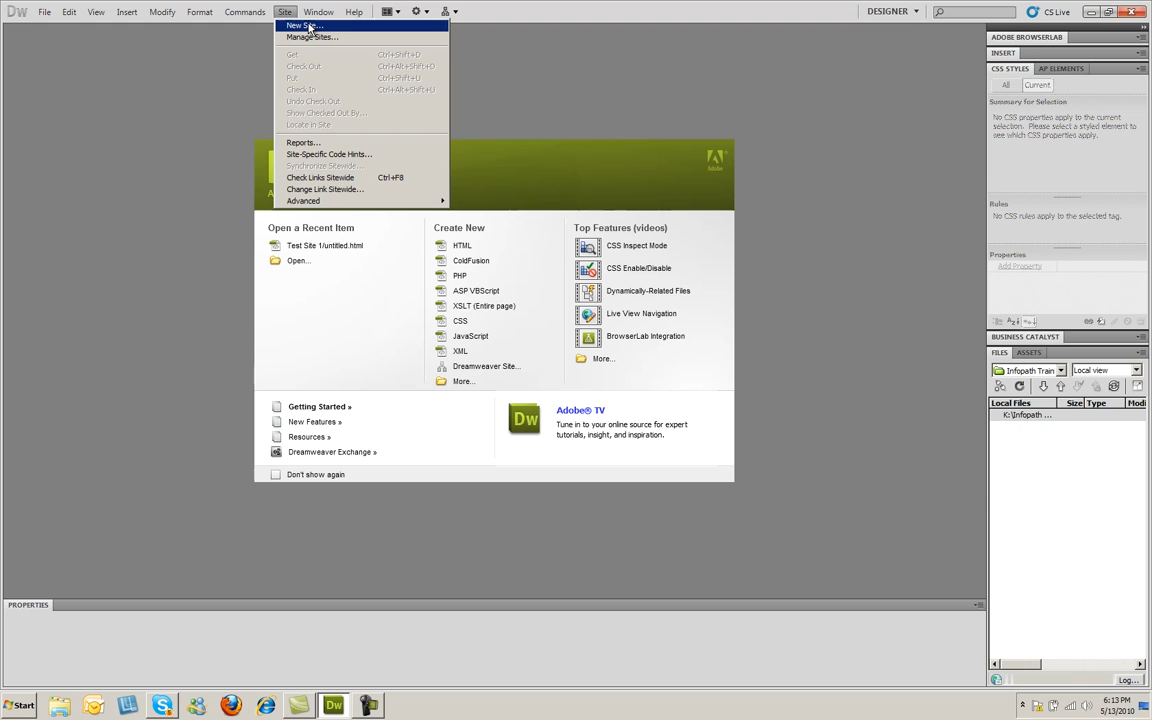 Dw File Edit View Insert Modify Format Commands Site Window Help DESIGNER CS Live
New Site...
Manage Sites...
Get Ctrl+Shift+D
Check Out Ctrl+Alt+Shift+D
Put Ctrl+Shift+U
Check In Ctrl+Alt+Shift+U
Undo Check Out
Show Checked Out By...
Locate in Site
Reports...
Site-Specific Code Hints...
Synchronize Sitewide...
Check Links Sitewide Ctrl+F8
Change Link Sitewide...
Advanced
A
Adobe
Open a Recent Item
Test Site 1/untitled.html
Open...
Create New
HTML
ColdFusion
PHP
ASP VBScript
XSLT (Entire page)
CSS
JavaScript
XML
Dreamweaver Site...
More...
Top Features (videos)
CSS Inspect Mode
CSS Enable/Disable
Dynamically-Related Files
Live View Navigation
BrowserLab Integration
More...
Getting Started »
New Features »
Resources »
Dreamweaver Exchange »
Dw
Adobe® TV
Tune in to your online source for expert
tutorials, insight, and inspiration.
Don't show again
ADOBE BROWSERLAB
INSERT
CSS STYLES AP ELEMENTS
All Current
Summary for Selection
No CSS properties apply to the current
selection. Please select a styled element to
see which CSS properties apply.
Rules
No CSS rules apply to the selected tag.
Properties
Add Property
BUSINESS CATALYST
FILES ASSETS
Infopath Train Local view
Local Files Size Type Modi
K:\Infopath ...
Log...
PROPERTIES
Start Dw
6:13 PM
5/13/2010